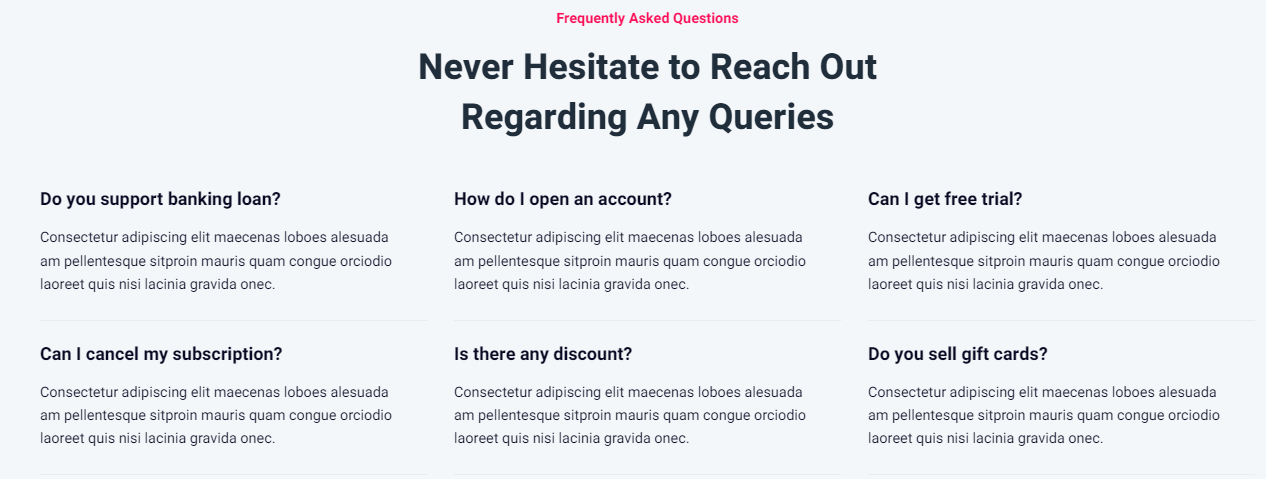 Frequently Asked Questions
Never Hesitate to Reach Out
Regarding Any Queries
Do you support banking loan?
Consectetur adipiscing elit maecenas loboes alesuada
am pellentesque sitproin mauris quam congue orciodio
laoreet quis nisi lacinia gravida onec.
How do I open an account?
Consectetur adipiscing elit maecenas loboes alesuada
am pellentesque sitproin mauris quam congue orciodio
laoreet quis nisi lacinia gravida onec.
Can I get free trial?
Consectetur adipiscing elit maecenas loboes alesuada
am pellentesque sitproin mauris quam congue orciodio
laoreet quis nisi lacinia gravida onec.
Can I cancel my subscription?
Consectetur adipiscing elit maecenas loboes alesuada
am pellentesque sitproin mauris quam congue orciodio
laoreet quis nisi lacinia gravida onec.
Is there any discount?
Consectetur adipiscing elit maecenas loboes alesuada
am pellentesque sitproin mauris quam congue orciodio
laoreet quis nisi lacinia gravida onec.
Do you sell gift cards?
Consectetur adipiscing elit maecenas loboes alesuada
am pellentesque sitproin mauris quam congue orciodio
laoreet quis nisi lacinia gravida onec.